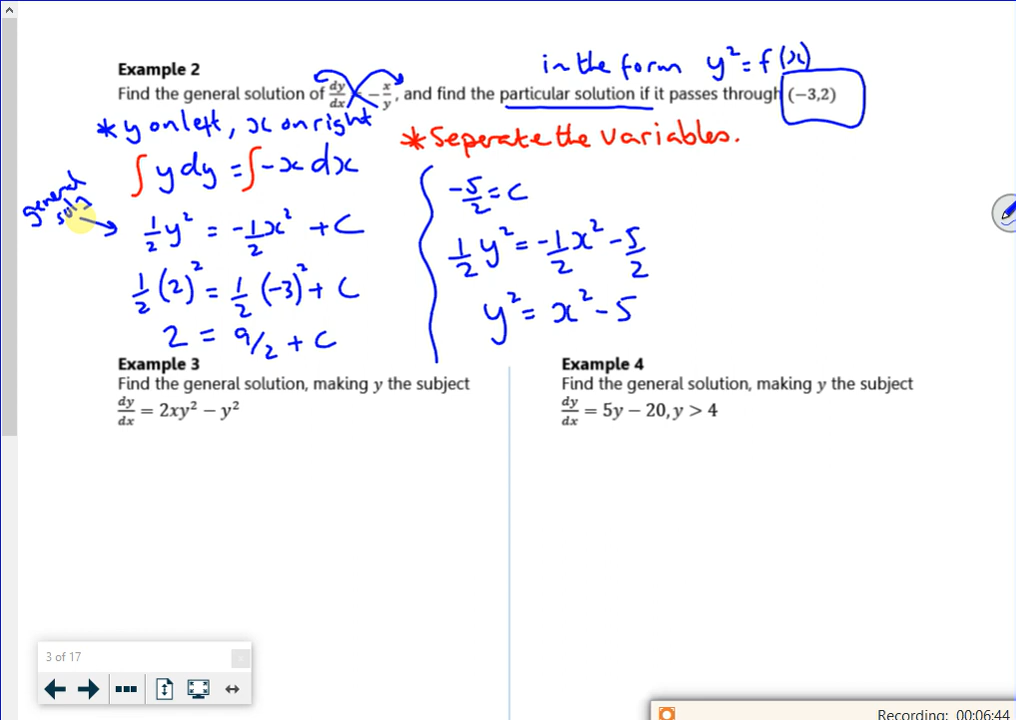 in the form y² = f(x)
Example 2
Find the general solution of dy/dx = −x/y, and find the particular solution if it passes through (−3,2)
*y on left, x on right
*Seperate the variables.
∫ y dy = ∫ -x dx
general
soln
½y² = -½x² + C
½(2)² = ½(-3)² + C
2 = 9/2 + C
-5/2 = C
½y² = -½x² - 5/2
y² = x² - 5
Example 3
Find the general solution, making y the subject
dy/dx = 2xy² − y²
Example 4
Find the general solution, making y the subject
dy/dx = 5y − 20, y > 4
3 of 17
Recording: 00:06:44